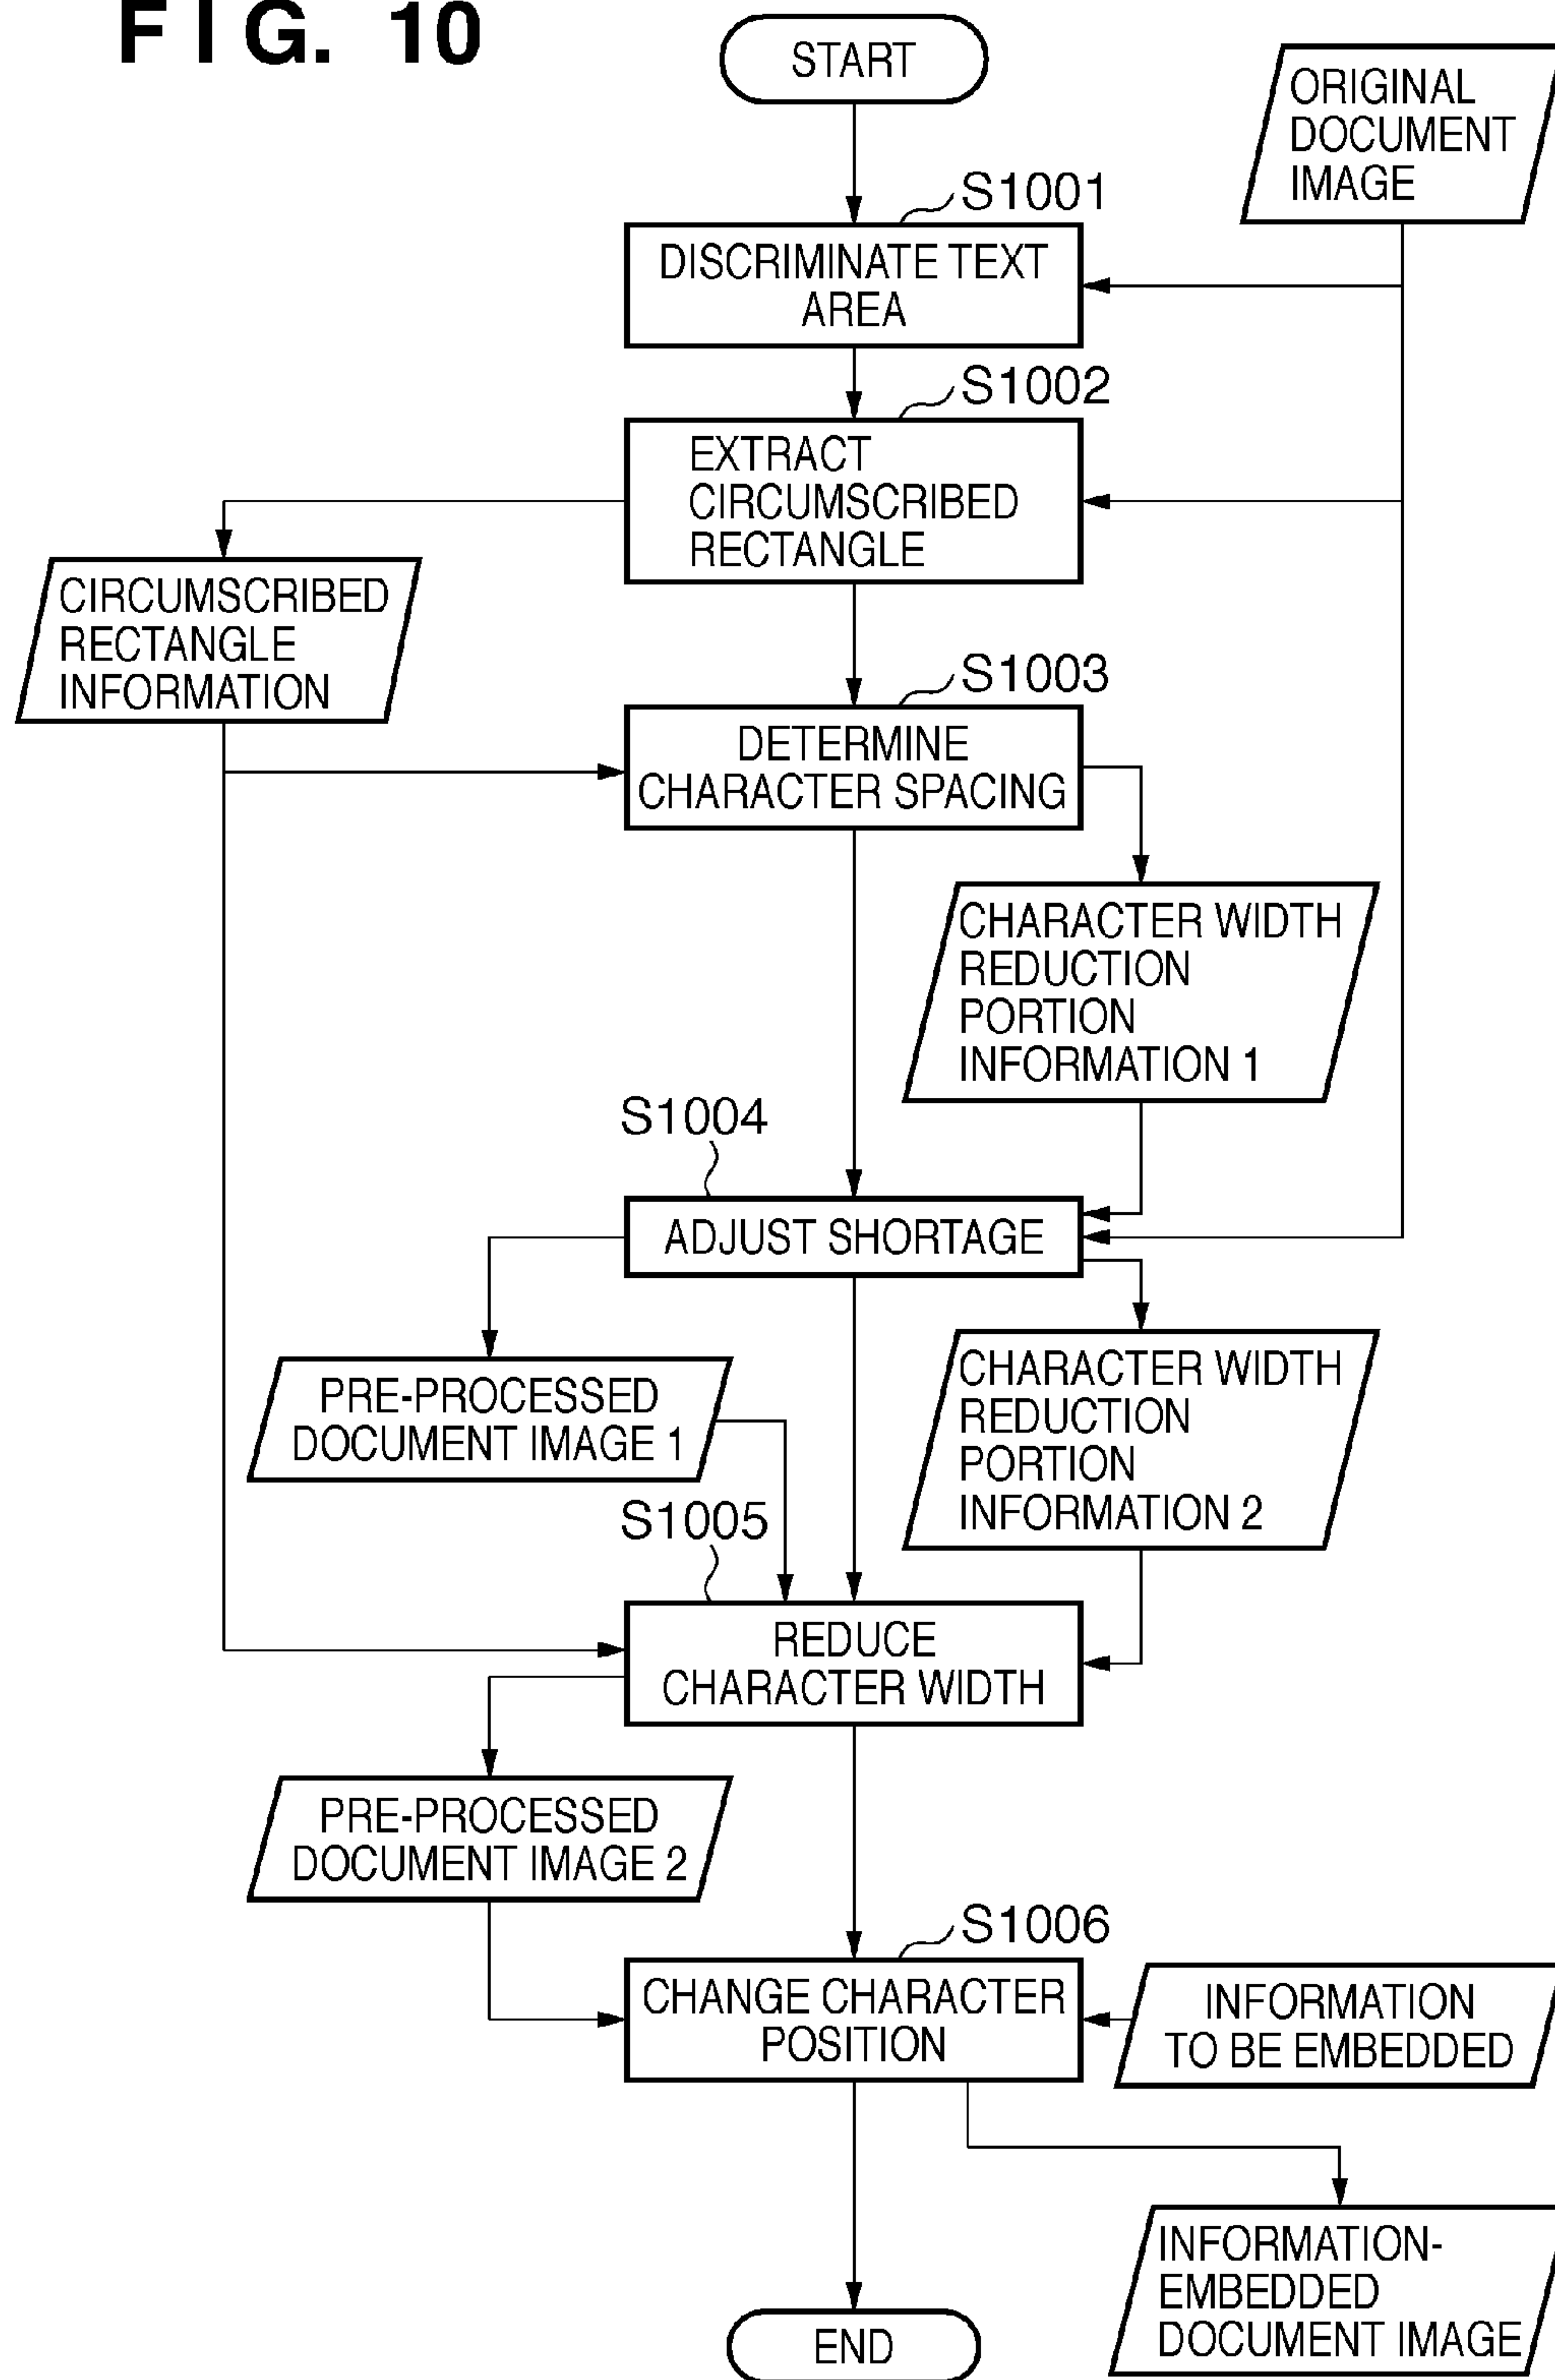 FIG. 10
START
ORIGINAL
DOCUMENT
IMAGE
S1001
DISCRIMINATE TEXT
AREA
S1002
EXTRACT
CIRCUMSCRIBED
RECTANGLE
CIRCUMSCRIBED
RECTANGLE
INFORMATION
S1003
DETERMINE
CHARACTER SPACING
CHARACTER WIDTH
REDUCTION
PORTION
INFORMATION 1
S1004
ADJUST SHORTAGE
PRE-PROCESSED
DOCUMENT IMAGE 1
CHARACTER WIDTH
REDUCTION
PORTION
INFORMATION 2
S1005
REDUCE
CHARACTER WIDTH
PRE-PROCESSED
DOCUMENT IMAGE 2
S1006
CHANGE CHARACTER
POSITION
INFORMATION
TO BE EMBEDDED
INFORMATION-
EMBEDDED
DOCUMENT IMAGE
END